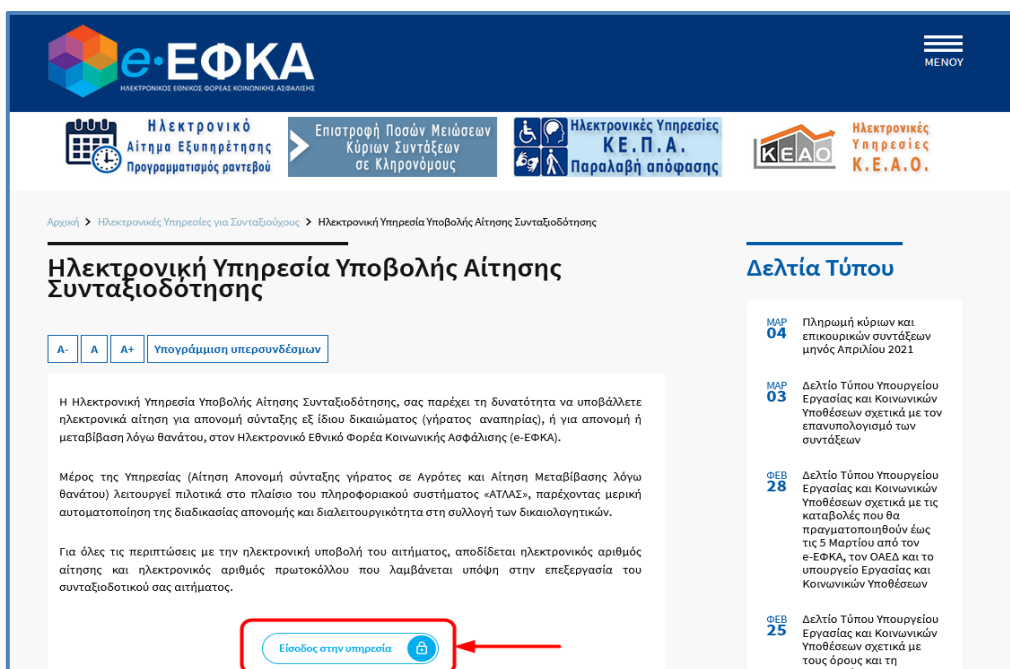 e·ΕΦΚΑ
ΗΛΕΚΤΡΟΝΙΚΟΣ ΕΘΝΙΚΟΣ ΦΟΡΕΑΣ ΚΟΙΝΩΝΙΚΗΣ ΑΣΦΑΛΙΣΗΣ
ΜΕΝΟΥ
Ηλεκτρονικό
Αίτημα Εξυπηρέτησης
Προγραμματισμός ραντεβού
Επιστροφή Ποσών Μειώσεων
Κύριων Συντάξεων
σε Κληρονόμους
Ηλεκτρονικές Υπηρεσίες
ΚΕ.Π.Α.
Παραλαβή απόφασης
ΚΕΑΟ
Ηλεκτρονικές
Υπηρεσίες
Κ.Ε.Α.Ο.
Αρχική > Ηλεκτρονικές Υπηρεσίες για Συνταξιούχους > Ηλεκτρονική Υπηρεσία Υποβολής Αίτησης Συνταξιοδότησης
Ηλεκτρονική Υπηρεσία Υποβολής Αίτησης
Συνταξιοδότησης
A- A A+ Υπογράμμιση υπερσυνδέσμων
Η Ηλεκτρονική Υπηρεσία Υποβολής Αίτησης Συνταξιοδότησης, σας παρέχει τη δυνατότητα να υποβάλλετε
ηλεκτρονικά αίτηση για απονομή σύνταξης εξ ίδιου δικαιώματος (γήρατος αναπηρίας), ή για απονομή ή
μεταβίβαση λόγω θανάτου, στον Ηλεκτρονικό Εθνικό Φορέα Κοινωνικής Ασφάλισης (e-ΕΦΚΑ).
Μέρος της Υπηρεσίας (Αίτηση Απονομή σύνταξης γήρατος σε Αγρότες και Αίτηση Μεταβίβασης λόγω
θανάτου) λειτουργεί πιλοτικά στο πλαίσιο του πληροφοριακού συστήματος «ΑΤΛΑΣ», παρέχοντας μερική
αυτοματοποίηση της διαδικασίας απονομής και διαλειτουργικότητα στη συλλογή των δικαιολογητικών.
Για όλες τις περιπτώσεις με την ηλεκτρονική υποβολή του αιτήματος, αποδίδεται ηλεκτρονικός αριθμός
αίτησης και ηλεκτρονικός αριθμός πρωτοκόλλου που λαμβάνεται υπόψη στην επεξεργασία του
συνταξιοδοτικού σας αιτήματος.
Είσοδος στην υπηρεσία
Δελτία Τύπου
ΜΑΡ
04
Πληρωμή κύριων και
επικουρικών συντάξεων
μηνός Απριλίου 2021
ΜΑΡ
03
Δελτίο Τύπου Υπουργείου
Εργασίας και Κοινωνικών
Υποθέσεων σχετικά με τον
επανυπολογισμό των
συντάξεων
ΦΕΒ
28
Δελτίο Τύπου Υπουργείου
Εργασίας και Κοινωνικών
Υποθέσεων σχετικά με τις
καταβολές που θα
πραγματοποιηθούν έως
τις 5 Μαρτίου από τον
e-ΕΦΚΑ, τον ΟΑΕΔ και το
υπουργείο Εργασίας και
Κοινωνικών Υποθέσεων
ΦΕΒ
25
Δελτίο Τύπου Υπουργείου
Εργασίας και Κοινωνικών
Υποθέσεων σχετικά με
τους όρους και τη